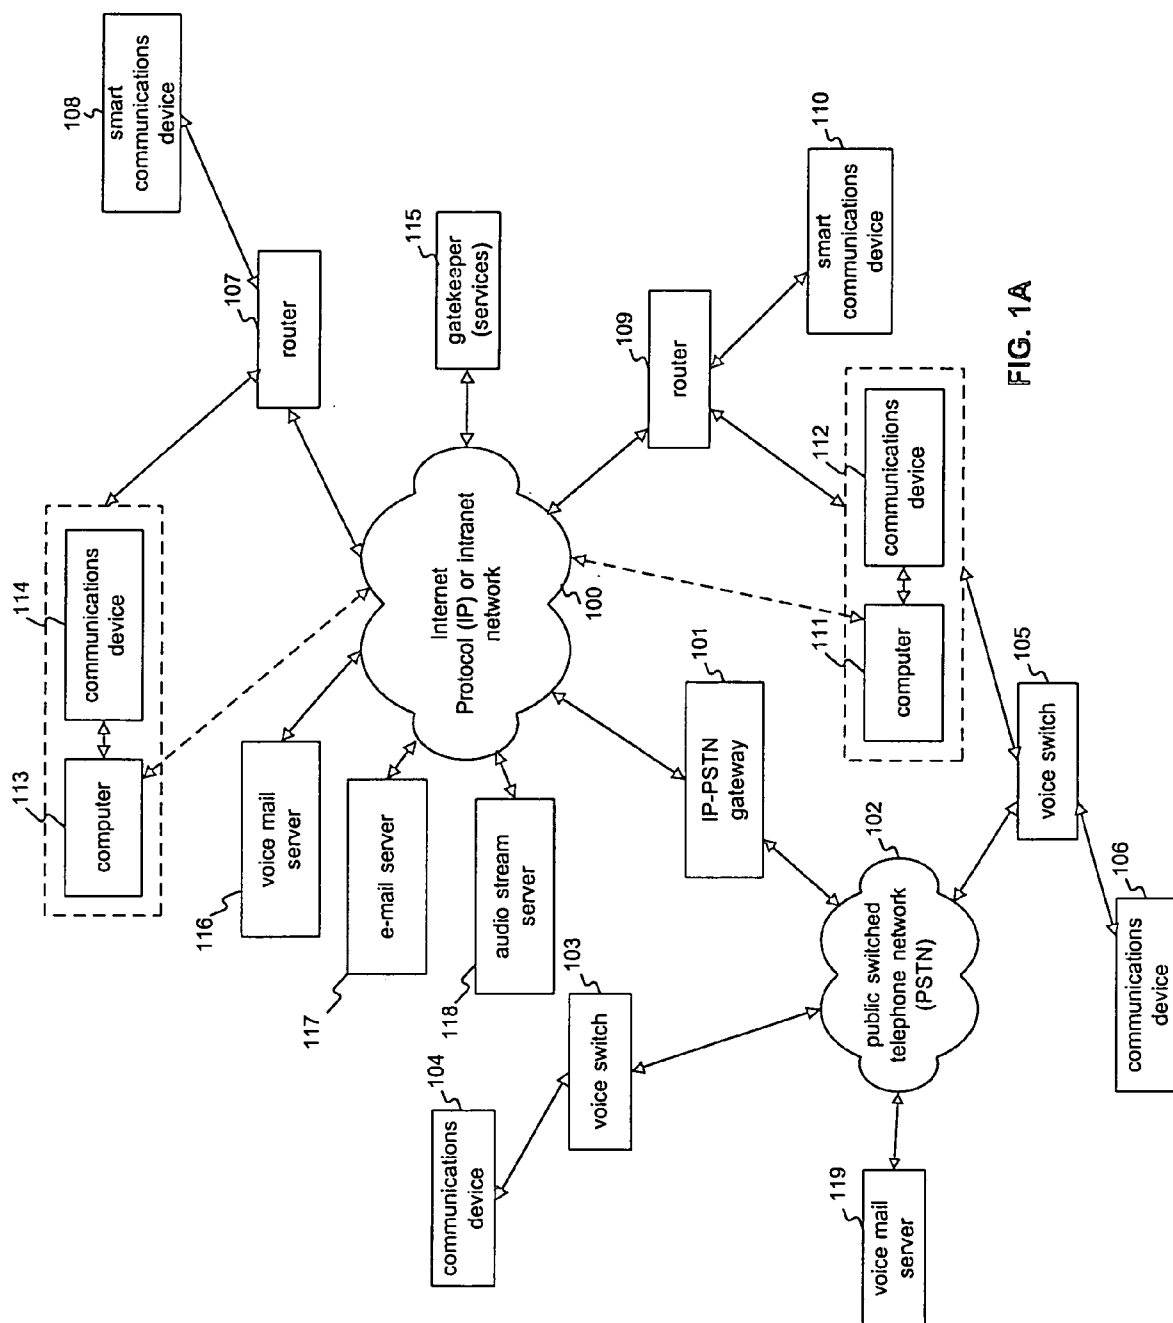 108
smart
communications
device
107
router
114
communications
device
113
computer
115
gatekeeper
(services)
Internet
Protocol (IP) or intranet
network
100
116
voice mail
server
117
e-mail server
118
audio stream
server
109
router
110
smart
communications
device
112
communications
device
111
computer
101
IP-PSTN
gateway
102
public switched
telephone network
(PSTN)
103
voice switch
104
communications
device
105
voice switch
106
communications
device
119
voice mail
server
FIG. 1A